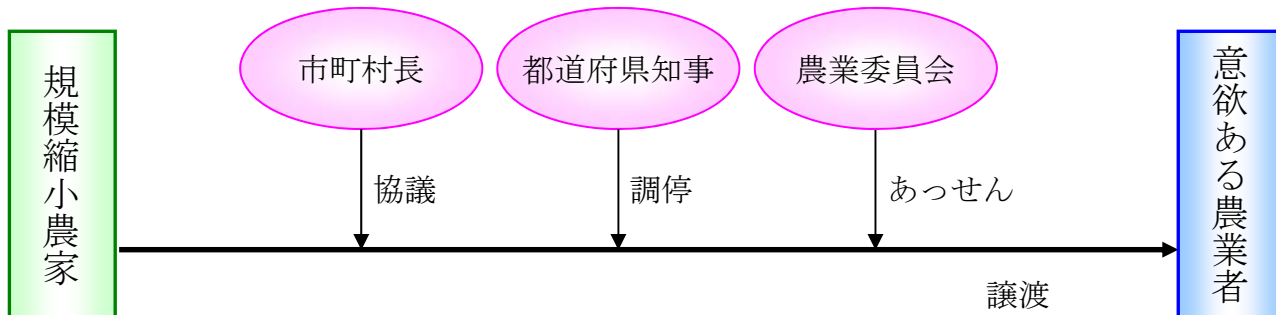 規模縮小農家
市町村長
都道府県知事
農業委員会
協議
調停
あっせん
譲渡
意欲ある農業者